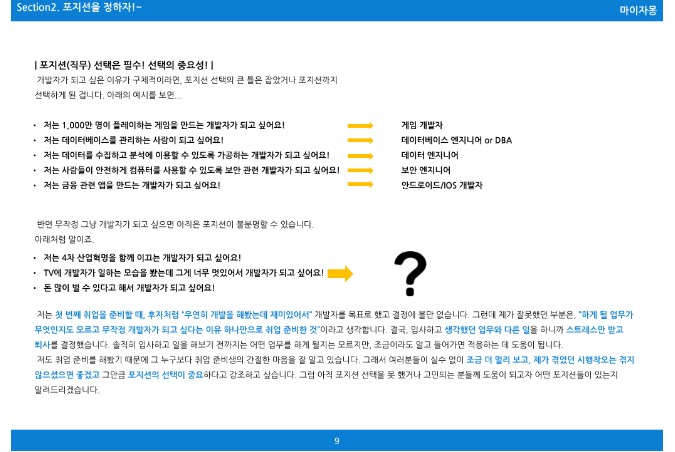 Section2. 포지션을 정하자!~
마이자몽
| 포지션(직무) 선택은 필수! 선택의 중요성! |
개발자가 되고 싶은 이유가 구체적이라면, 포지션 선택의 큰 틀은 잡았거나 포지션까지
선택하게 된 겁니다. 아래의 예시를 보면...
• 저는 1,000만 명이 플레이하는 게임을 만드는 개발자가 되고 싶어요! 게임 개발자
• 저는 데이터베이스를 관리하는 사람이 되고 싶어요! 데이터베이스 엔지니어 or DBA
• 저는 데이터를 수집하고 분석에 이용할 수 있도록 가공하는 개발자가 되고 싶어요! 데이터 엔지니어
• 저는 사람들이 안전하게 컴퓨터를 사용할 수 있도록 보안 관련 개발자가 되고 싶어요! 보안 엔지니어
• 저는 금융 관련 앱을 만드는 개발자가 되고 싶어요! 안드로이드/IOS 개발자
반면 무작정 그냥 개발자가 되고 싶으면 아직은 포지션이 불분명할 수 있습니다.
아래처럼 말이죠.
• 저는 4차 산업혁명을 함께 이끄는 개발자가 되고 싶어요!
• TV에 개발자가 일하는 모습을 봤는데 그게 너무 멋있어서 개발자가 되고 싶어요!
• 돈 많이 벌 수 있다고 해서 개발자가 되고 싶어요!
?
저는 첫 번째 취업을 준비할 때, 후자처럼 "우연히 개발을 해봤는데 재미있어서" 개발자를 목표로 했고 결정에 불만 없습니다. 그런데 제가 잘못했던 부분은, "하게 될 업무가
무엇인지도 모르고 무작정 개발자가 되고 싶다는 이유 하나만으로 취업 준비한 것"이라고 생각합니다. 결국, 입사하고 생각했던 업무와 다른 일을 하니까 스트레스만 받고
퇴사를 결정했습니다. 솔직히 입사하고 일을 해보기 전까지는 어떤 업무를 하게 될지는 모르지만, 조금이라도 알고 들어가면 적응하는 데 도움이 됩니다.
저도 취업 준비를 해봤기 때문에 그 누구보다 취업 준비생의 간절한 마음을 잘 알고 있습니다. 그래서 여러분들이 실수 없이 조금 더 멀리 보고, 제가 겪었던 시행착오는 겪지
않으셨으면 좋겠고 그만큼 포지션의 선택이 중요하다고 강조하고 싶습니다. 그럼 아직 포지션 선택을 못 했거나 고민되는 분들께 도움이 되고자 어떤 포지션들이 있는지
알려드리겠습니다.
9